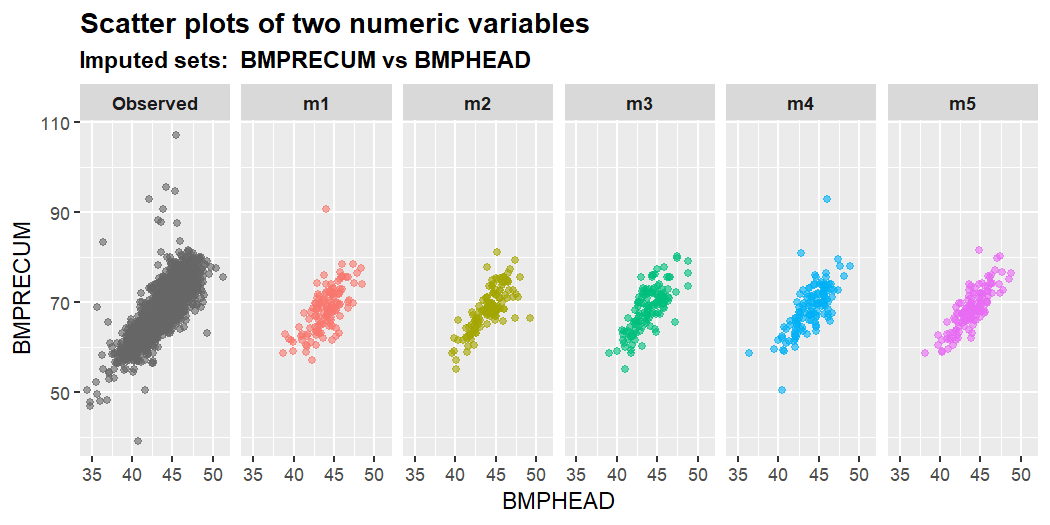 Scatter plots of two numeric variables
Imputed sets:  BMPRECUM vs BMPHEAD
Observed m1 m2 m3 m4 m5
110
90
70
50
BMPRECUM
35 40 45 50 35 40 45 50 35 40 45 50 35 40 45 50 35 40 45 50 35 40 45 50
BMPHEAD